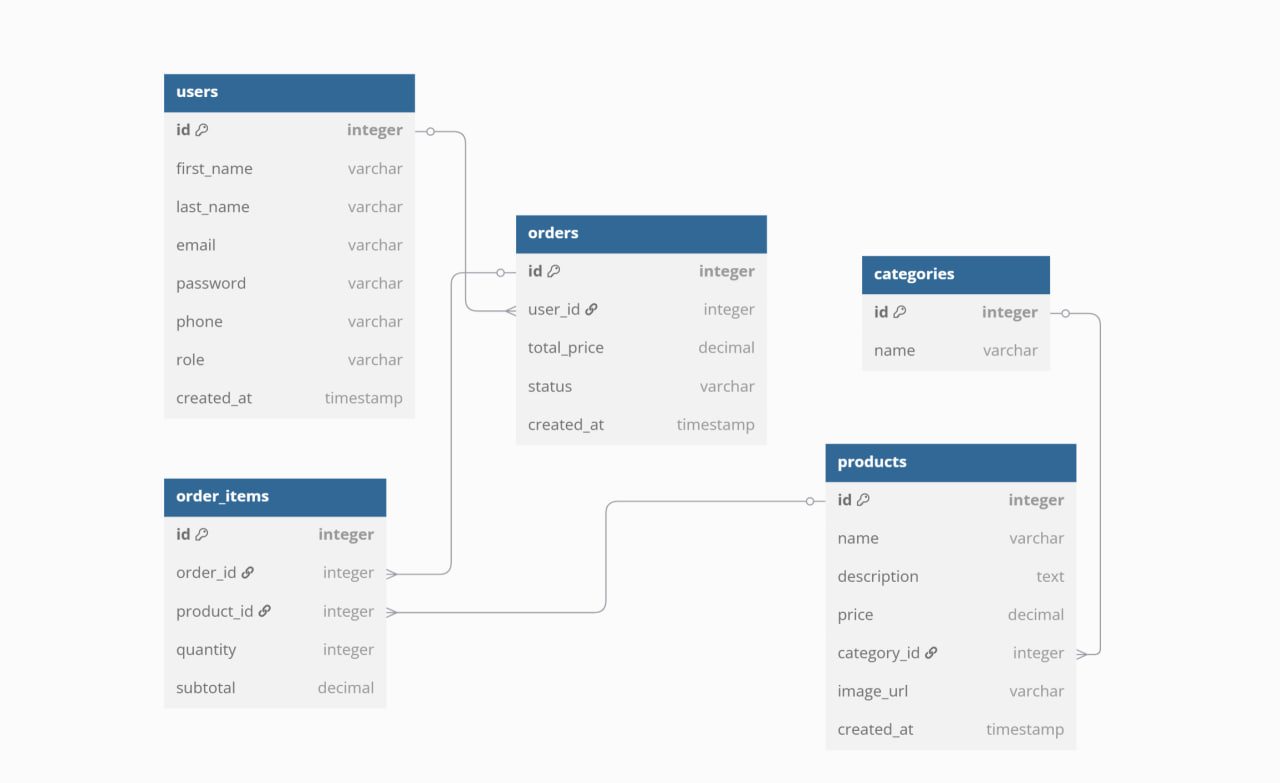 users
id integer
first_name varchar
last_name varchar
email varchar
password varchar
phone varchar
role varchar
created_at timestamp
orders
id integer
user_id integer
total_price decimal
status varchar
created_at timestamp
categories
id integer
name varchar
order_items
id integer
order_id integer
product_id integer
quantity integer
subtotal decimal
products
id integer
name varchar
description text
price decimal
category_id integer
image_url varchar
created_at timestamp